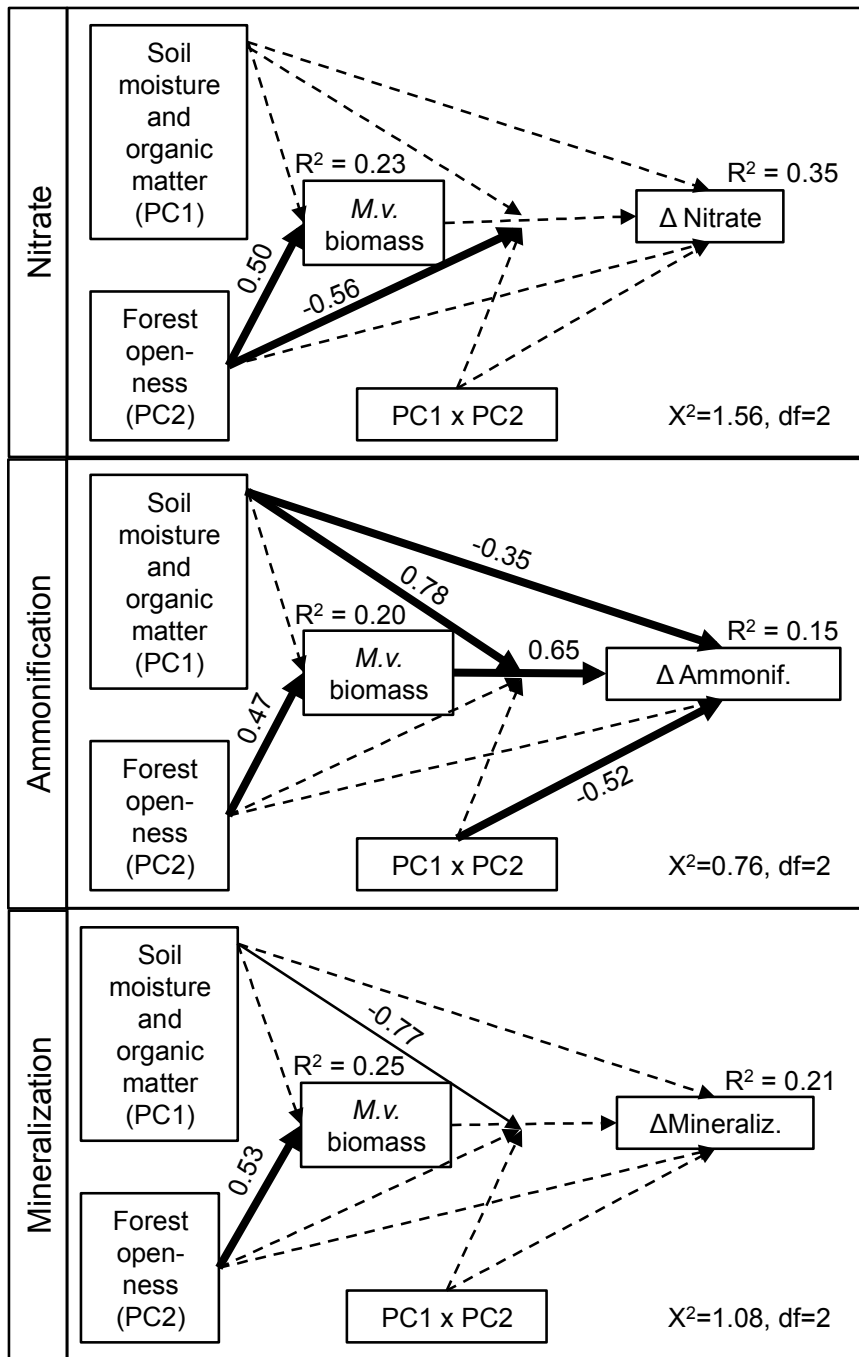 Nitrate
Soil
moisture
and
organic
matter
(PC1)
R² = 0.23
M.v.
biomass
R² = 0.35
Δ Nitrate
0.50
-0.56
Forest
open-
ness
(PC2)
PC1 x PC2
X²=1.56, df=2
Ammonification
Soil
moisture
and
organic
matter
(PC1)
-0.35
0.78
R² = 0.20
M.v.
biomass
0.65
R² = 0.15
Δ Ammonif.
0.47
Forest
open-
ness
(PC2)
-0.52
PC1 x PC2
X²=0.76, df=2
Mineralization
Soil
moisture
and
organic
matter
(PC1)
-0.77
R² = 0.25
M.v.
biomass
R² = 0.21
ΔMineraliz.
0.53
Forest
open-
ness
(PC2)
PC1 x PC2
X²=1.08, df=2